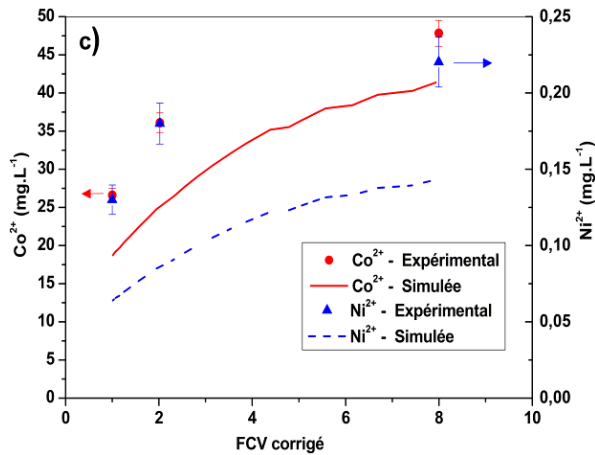 c)
50
45
40
35
30
25
20
15
10
5
0
Co²⁺ (mg.L⁻¹)
0,25
0,20
0,15
0,10
0,05
0,00
Ni²⁺ (mg.L⁻¹)
Co²⁺ - Expérimental
Co²⁺ - Simulée
Ni²⁺ - Expérimental
Ni²⁺ - Simulée
0 2 4 6 8 10
FCV corrigé